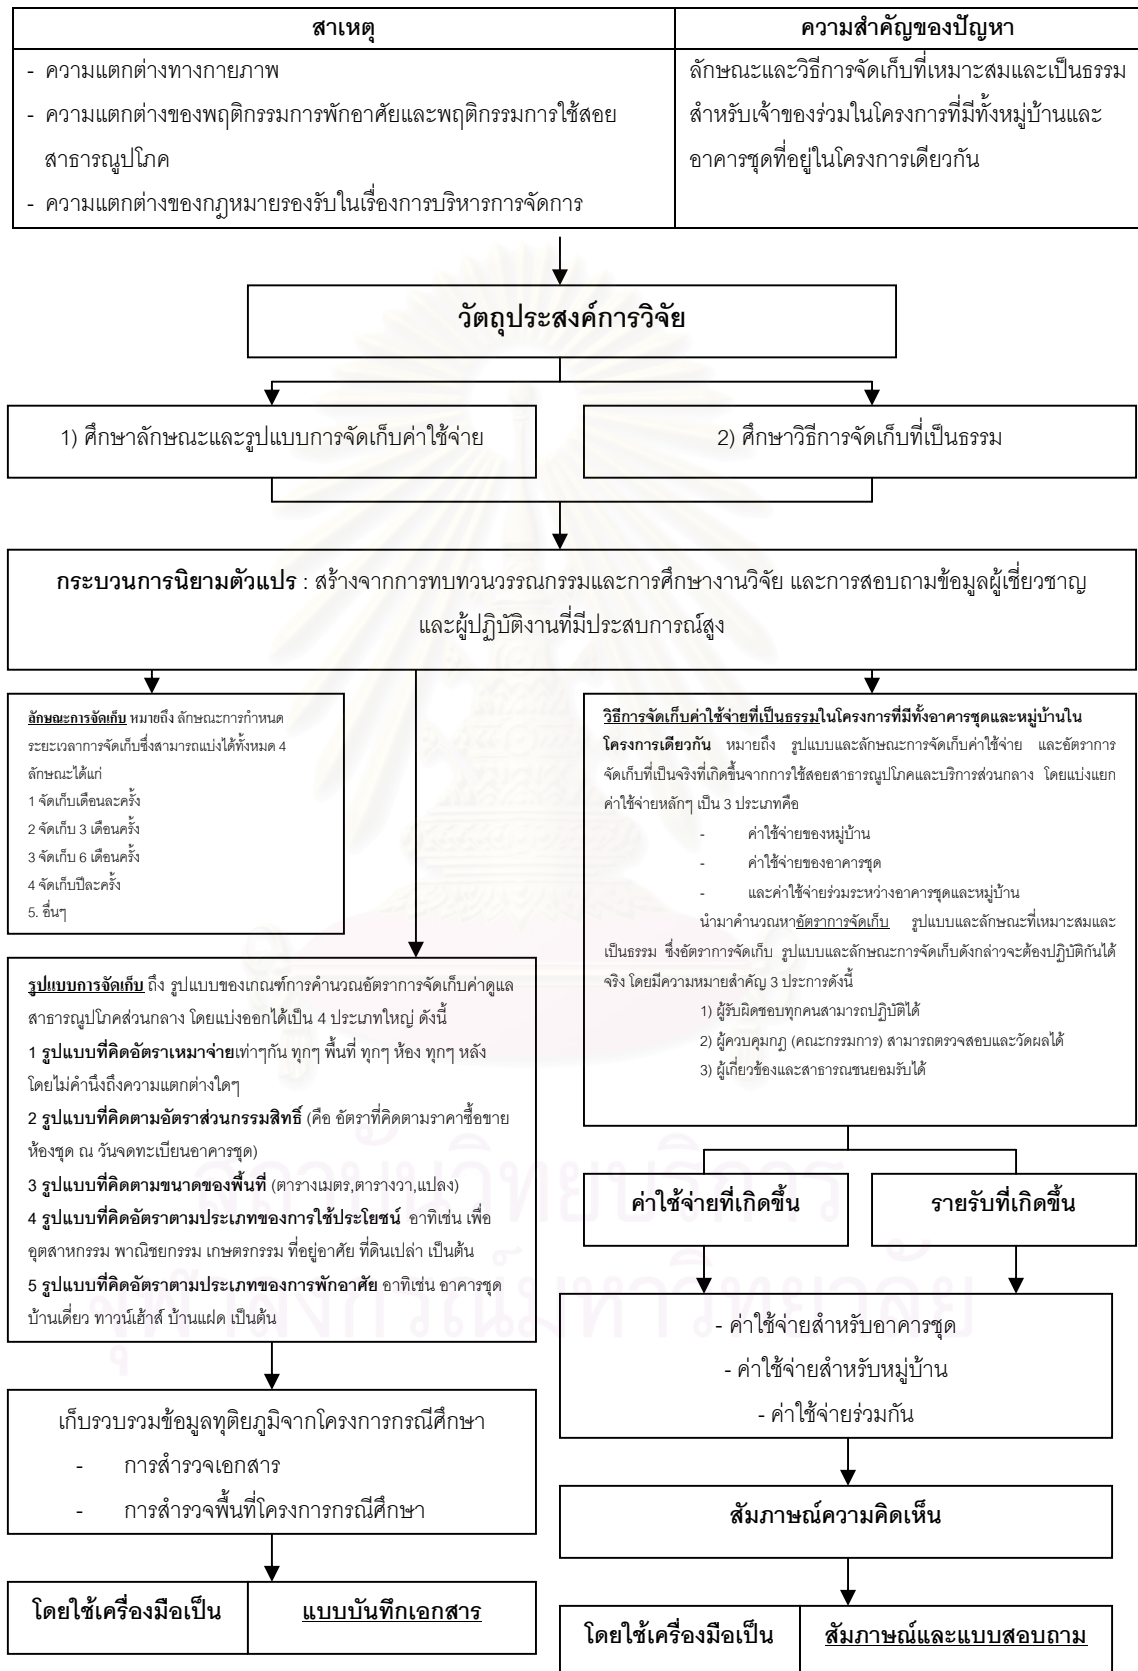 สาเหตุ
ความสำคัญของปัญหา
- ความแตกต่างทางกายภาพ
- ความแตกต่างของพฤติกรรมการพักอาศัยและพฤติกรรมการใช้สอย
สาธารณูปโภค
- ความแตกต่างของกฎหมายรองรับในเรื่องการบริหารการจัดการ
ลักษณะและวิธีการจัดเก็บที่เหมาะสมและเป็นธรรม
สำหรับเจ้าของร่วมในโครงการที่มีทั้งหมู่บ้านและ
อาคารชุดที่อยู่ในโครงการเดียวกัน
วัตถุประสงค์การวิจัย
1) ศึกษาลักษณะและรูปแบบการจัดเก็บค่าใช้จ่าย
2) ศึกษาวิธีการจัดเก็บที่เป็นธรรม
กระบวนการนิยามตัวแปร : สร้างจากการทบทวนวรรณกรรมและการศึกษางานวิจัย และการสอบถามข้อมูลผู้เชี่ยวชาญ
และผู้ปฏิบัติงานที่มีประสบการณ์สูง
ลักษณะการจัดเก็บ หมายถึง ลักษณะการกำหนด
ระยะเวลาการจัดเก็บซึ่งสามารถแบ่งได้ทั้งหมด 4
ลักษณะได้แก่
1 จัดเก็บเดือนละครั้ง
2 จัดเก็บ 3 เดือนครั้ง
3 จัดเก็บ 6 เดือนครั้ง
4 จัดเก็บปีละครั้ง
5. อื่นๆ
รูปแบบการจัดเก็บ ถึง รูปแบบของเกณฑ์การคำนวณอัตราการจัดเก็บค่าดูแล
สาธารณูปโภคส่วนกลาง โดยแบ่งออกได้เป็น 4 ประเภทใหญ่ ดังนี้
1 รูปแบบที่คิดอัตราเหมาจ่ายเท่าๆกัน ทุกๆ พื้นที่ ทุกๆ ห้อง ทุกๆ หลัง
โดยไม่คำนึงถึงความแตกต่างใดๆ
2 รูปแบบที่คิดตามอัตราส่วนกรรมสิทธิ์ (คือ อัตราที่คิดตามราคาซื้อขาย
ห้องชุด ณ วันจดทะเบียนอาคารชุด)
3 รูปแบบที่คิดตามขนาดของพื้นที่ (ตารางเมตร,ตารางวา,แปลง)
4 รูปแบบที่คิดอัตราตามประเภทของการใช้ประโยชน์ อาทิเช่น เพื่อ
อุตสาหกรรม พาณิชยกรรม เกษตรกรรม ที่อยู่อาศัย ที่ดินเปล่า เป็นต้น
5 รูปแบบที่คิดอัตราตามประเภทของการพักอาศัย อาทิเช่น อาคารชุด
บ้านเดี่ยว ทาวน์เฮ้าส์ บ้านแฝด เป็นต้น
วิธีการจัดเก็บค่าใช้จ่ายที่เป็นธรรมในโครงการที่มีทั้งอาคารชุดและหมู่บ้านใน
โครงการเดียวกัน หมายถึง รูปแบบและลักษณะการจัดเก็บค่าใช้จ่าย และอัตราการ
จัดเก็บที่เป็นจริงที่เกิดขึ้นจากการใช้สอยสาธารณูปโภคและบริการส่วนกลาง โดยแบ่งแยก
ค่าใช้จ่ายหลักๆ เป็น 3 ประเภทคือ
- ค่าใช้จ่ายของหมู่บ้าน
- ค่าใช้จ่ายของอาคารชุด
- และค่าใช้จ่ายร่วมระหว่างอาคารชุดและหมู่บ้าน
นำมาคำนวณหาอัตราการจัดเก็บ รูปแบบและลักษณะที่เหมาะสมและ
เป็นธรรม ซึ่งอัตราการจัดเก็บ รูปแบบและลักษณะการจัดเก็บดังกล่าวจะต้องปฏิบัติกันได้
จริง โดยมีความหมายสำคัญ 3 ประการดังนี้
1) ผู้รับผิดชอบทุกคนสามารถปฏิบัติได้
2) ผู้ควบคุมกฎ (คณะกรรมการ) สามารถตรวจสอบและวัดผลได้
3) ผู้เกี่ยวข้องและสาธารณชนยอมรับได้
ค่าใช้จ่ายที่เกิดขึ้น
รายรับที่เกิดขึ้น
- ค่าใช้จ่ายสำหรับอาคารชุด
- ค่าใช้จ่ายสำหรับหมู่บ้าน
- ค่าใช้จ่ายร่วมกัน
เก็บรวบรวมข้อมูลทุติยภูมิจากโครงการกรณีศึกษา
- การสำรวจเอกสาร
- การสำรวจพื้นที่โครงการกรณีศึกษา
สัมภาษณ์ความคิดเห็น
โดยใช้เครื่องมือเป็น
แบบบันทึกเอกสาร
โดยใช้เครื่องมือเป็น
สัมภาษณ์และแบบสอบถาม
สถาบันวิทยบริการ
จุฬาลงกรณ์มหาวิทยาลัย